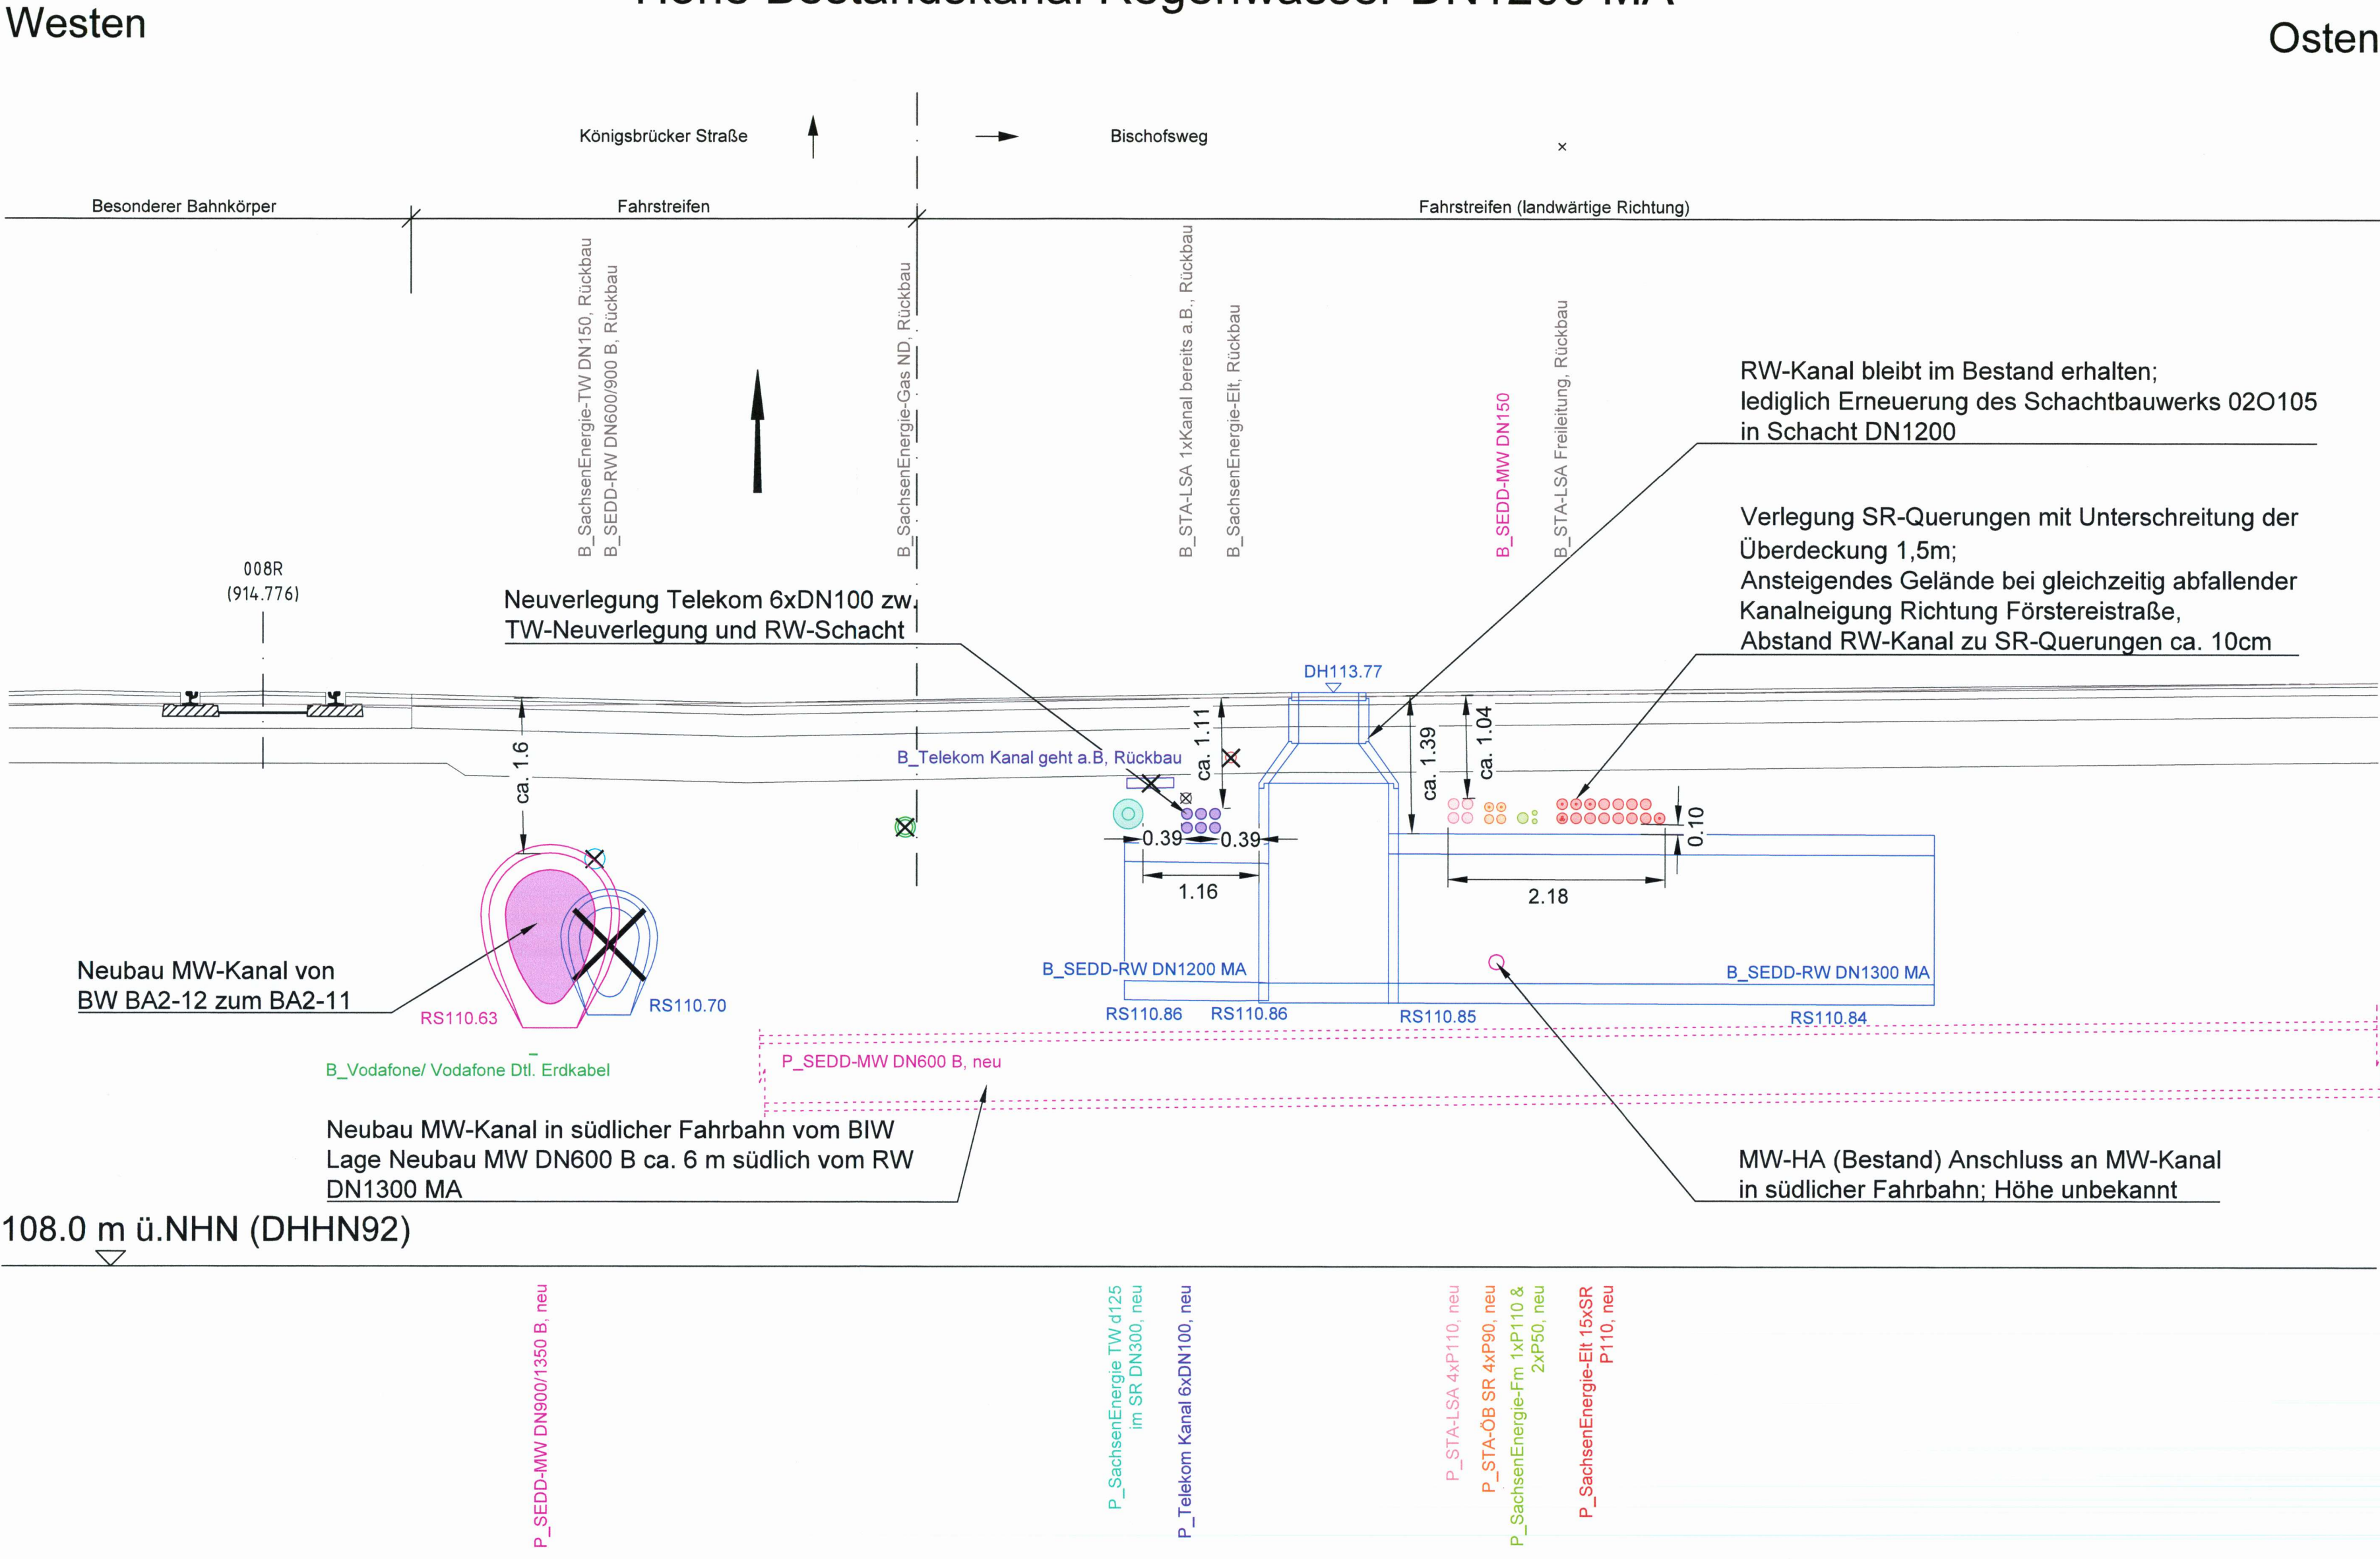 Höhe Bestandskanal Regenwasser DN1200 MA
Westen
Osten
Königsbrücker Straße
Bischofsweg
Besonderer Bahnkörper
Fahrstreifen
Fahrstreifen (landwärtige Richtung)
B_SachsenEnergie-TW DN150, Rückbau
B_SEDD-RW DN600/900 B, Rückbau
B_SachsenEnergie-Gas ND, Rückbau
B_STA-LSA 1xKanal bereits a.B., Rückbau
B_SachsenEnergie-Elt, Rückbau
B_SEDD-MW DN150
B_STA-LSA Freileitung, Rückbau
RW-Kanal bleibt im Bestand erhalten;
lediglich Erneuerung des Schachtbauwerks 02O105
in Schacht DN1200
Verlegung SR-Querungen mit Unterschreitung der
Überdeckung 1,5m;
Ansteigendes Gelände bei gleichzeitig abfallender
Kanalneigung Richtung Förstereistraße,
Abstand RW-Kanal zu SR-Querungen ca. 10cm
008R
(914.776)
Neuverlegung Telekom 6xDN100 zw.
TW-Neuverlegung und RW-Schacht
DH113.77
ca. 1.6
B_Telekom Kanal geht a.B, Rückbau
ca. 1.11
ca. 1.39
ca. 1.04
0.10
0.39
0.39
1.16
2.18
Neubau MW-Kanal von
BW BA2-12 zum BA2-11
RS110.63
RS110.70
B_SEDD-RW DN1200 MA
B_SEDD-RW DN1300 MA
RS110.86
RS110.86
RS110.85
RS110.84
B_Vodafone/ Vodafone Dtl. Erdkabel
P_SEDD-MW DN600 B, neu
Neubau MW-Kanal in südlicher Fahrbahn vom BIW
Lage Neubau MW DN600 B ca. 6 m südlich vom RW
DN1300 MA
MW-HA (Bestand) Anschluss an MW-Kanal
in südlicher Fahrbahn; Höhe unbekannt
108.0 m ü.NHN (DHHN92)
P_SEDD-MW DN900/1350 B, neu
P_SachsenEnergie TW d125
im SR DN300, neu
P_Telekom Kanal 6xDN100, neu
P_STA-LSA 4xP110, neu
P_STA-ÖB SR 4xP90, neu
P_SachsenEnergie-Fm 1xP110 &
2xP50, neu
P_SachsenEnergie-Elt 15xSR
P110, neu